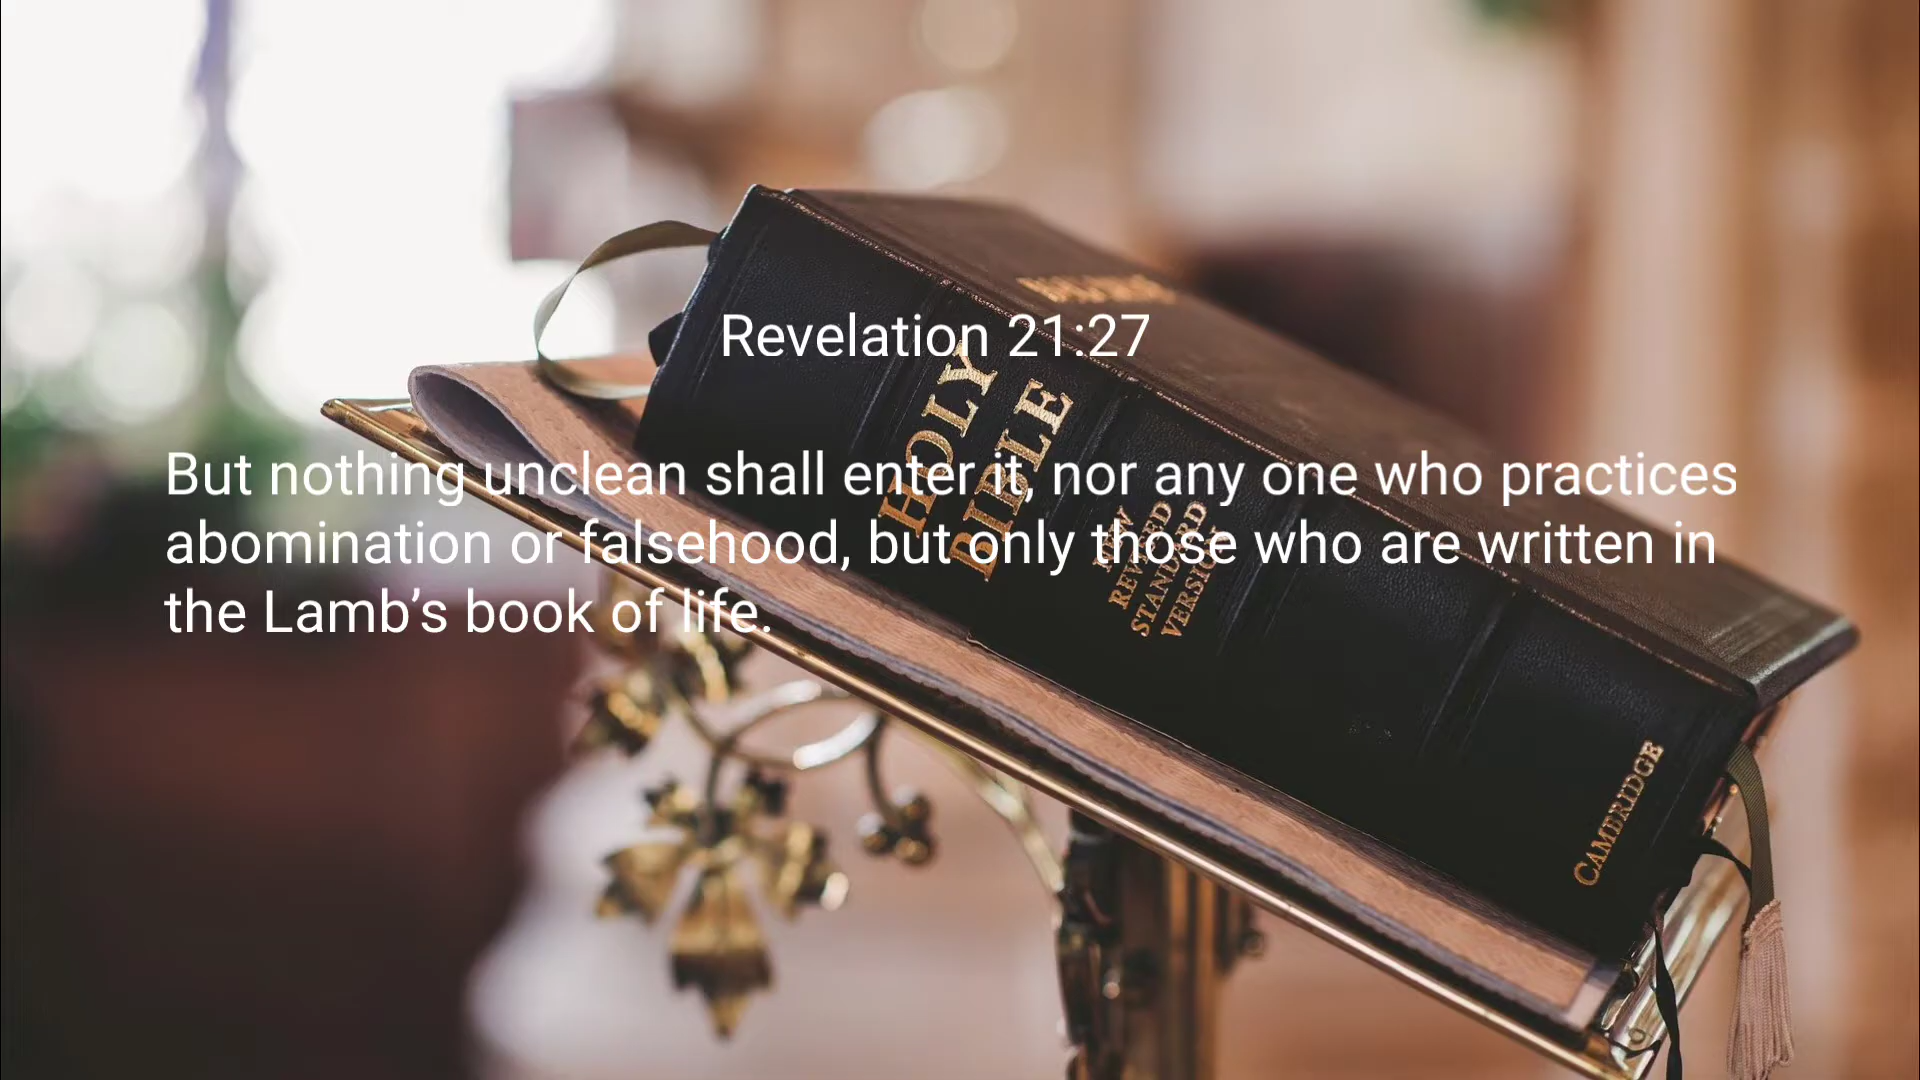 Revelation 21:27
But nothing unclean shall enter it, nor any one who practices
abomination or falsehood, but only those who are written in
the Lamb’s book of life.
HOLY
BIBLE
NEW
REVISED
STANDARD
VERSION
CAMBRIDGE